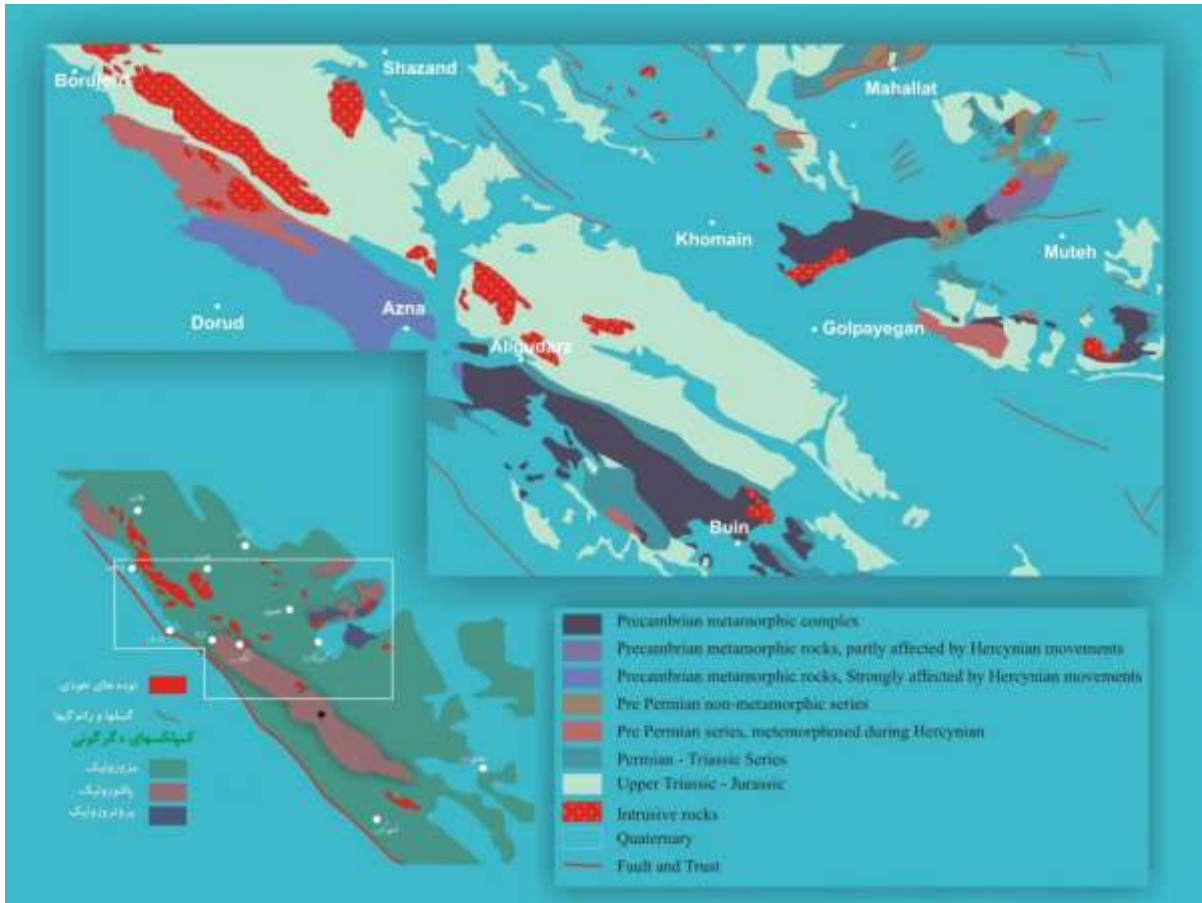 Shazand
Borujerd
Mahallat
Khomain
Muteh
Dorud
Azna
Golpayegan
Aligudarz
Buin
Precambrian metamorphic complex
Precambrian metamorphic rocks, partly affected by Hercynian movements
Precambrian metamorphic rocks, Strongly affected by Hercynian movements
Pre Permian non-metamorphic series
Pre Permian series, metemorphosed during Hercynian
Permian - Triassic Series
Upper Triassic - Jurassic
Intrusive rocks
Quaternary
Fault and Trust
توده های نفوذی
کمپلکسهای دگرگونی
مزوزوئیک
پالئوزوئیک
پروتروزوئیک